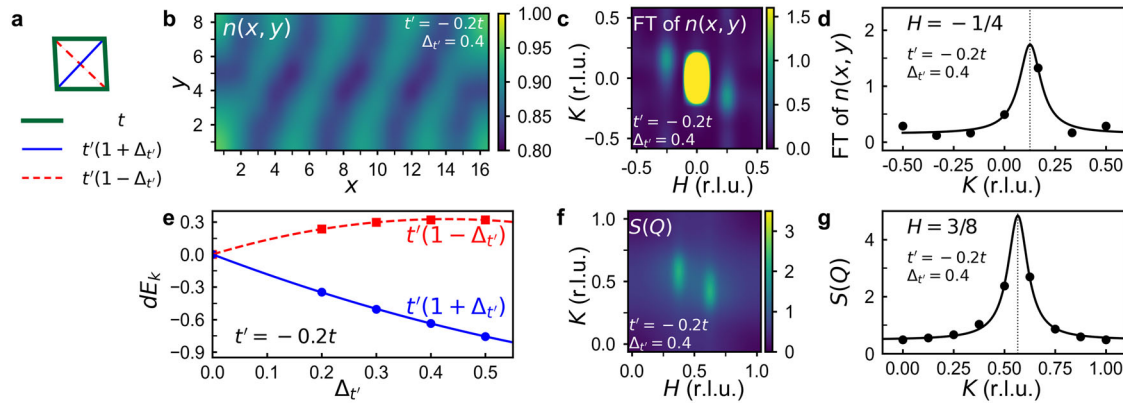 a
t
t′(1 + Δt′)
t′(1 − Δt′)
b
n(x, y)
t′ = −0.2t
Δt′ = 0.4
8
6
4
2
y
2 4 6 8 10 12 14 16
x
1.00
0.95
0.90
0.85
0.80
c
FT of n(x, y)
0.5
0.0
−0.5
K (r.l.u.)
t′ = −0.2t
Δt′ = 0.4
−0.5 0.0 0.5
H (r.l.u.)
1.5
1.0
0.5
0.0
d
H = −1/4
t′ = −0.2t
Δt′ = 0.4
2
1
0
FT of n(x, y)
−0.50 −0.25 0.00 0.25 0.50
K (r.l.u.)
e
0.3
0.0
−0.3
−0.6
−0.9
dEk
t′(1 − Δt′)
t′(1 + Δt′)
t′ = −0.2t
0.0 0.1 0.2 0.3 0.4 0.5
Δt′
f
S(Q)
1.0
0.5
0.0
K (r.l.u.)
t′ = −0.2t
Δt′ = 0.4
0.0 0.5 1.0
H (r.l.u.)
3
2
1
0
g
H = 3/8
t′ = −0.2t
Δt′ = 0.4
4
2
0
S(Q)
0.00 0.25 0.50 0.75 1.00
K (r.l.u.)